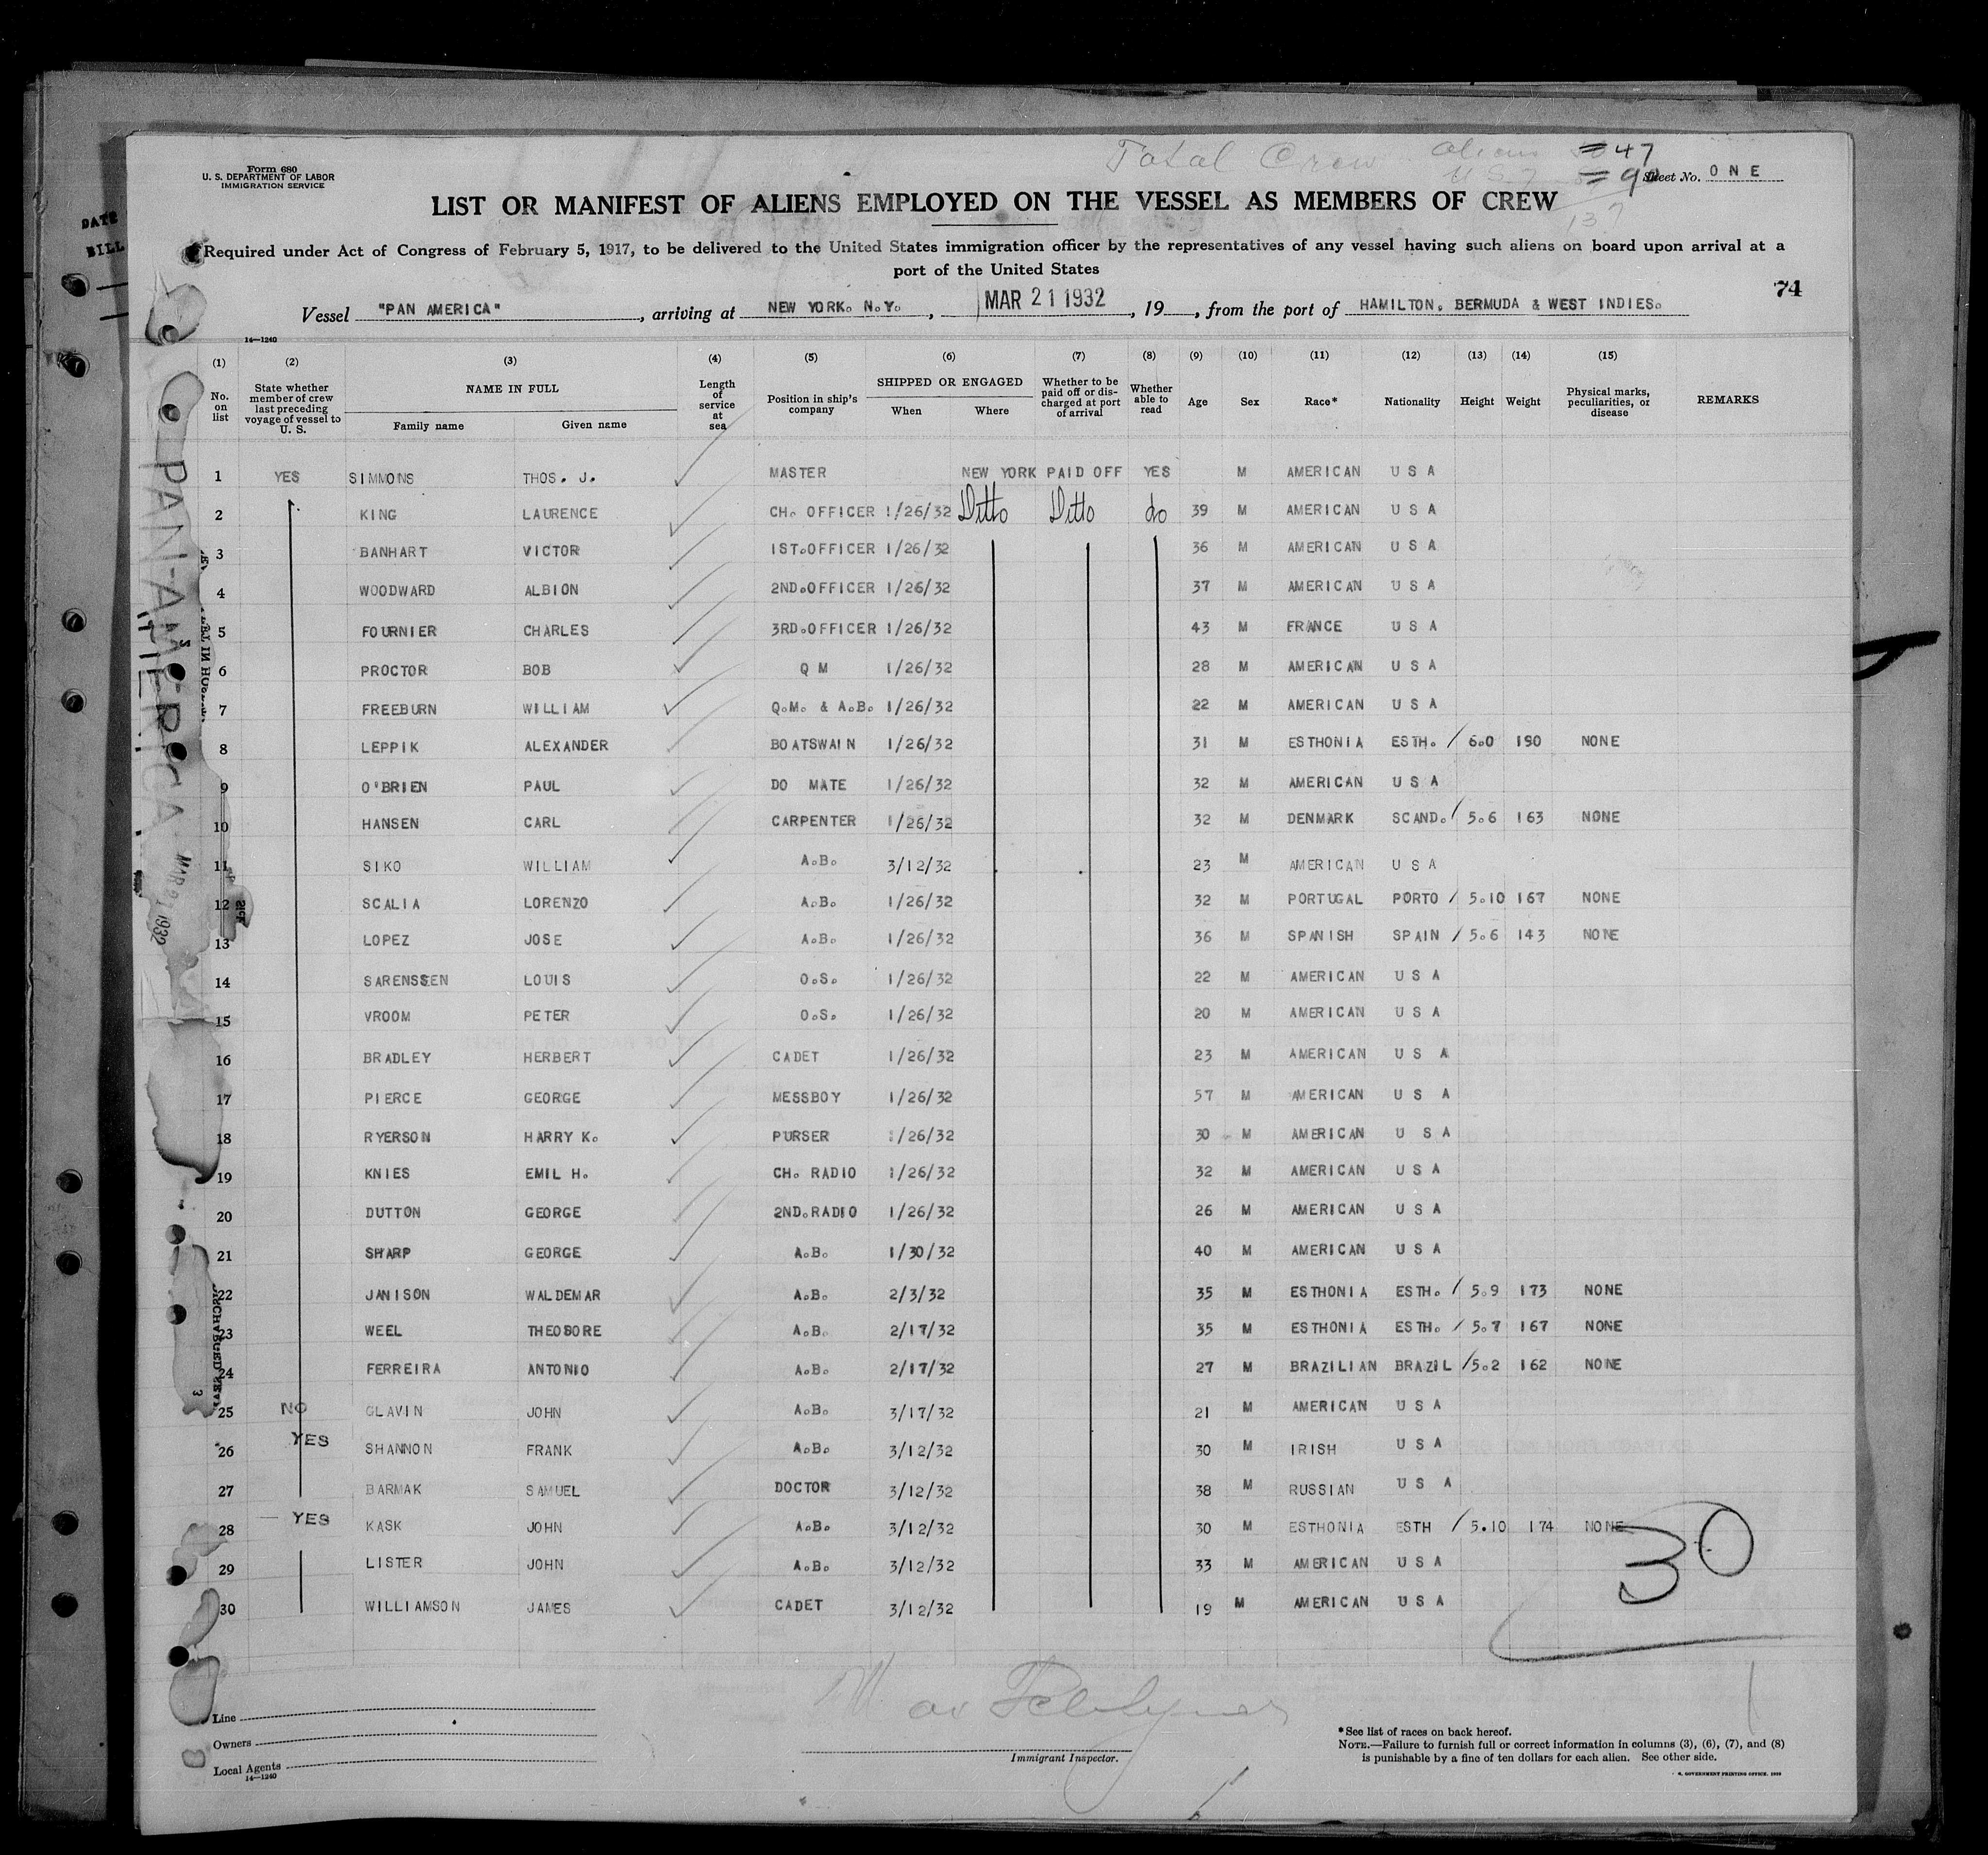 Form 680
U. S. DEPARTMENT OF LABOR
IMMIGRATION SERVICE
Total Crew Aliens = 47
U.S. = 90
137
Sheet No. ONE
LIST OR MANIFEST OF ALIENS EMPLOYED ON THE VESSEL AS MEMBERS OF CREW
Required under Act of Congress of February 5, 1917, to be delivered to the United States immigration officer by the representatives of any vessel having such aliens on board upon arrival at a
port of the United States
74
Vessel "PAN AMERICA", arriving at NEW YORK. N.Y., MAR 21 1932, 19, from the port of HAMILTON. BERMUDA & WEST INDIES.
14—1240
(1) (2) (3) (4) (5) (6) (7) (8) (9) (10) (11) (12) (13) (14) (15)
No. on list
State whether member of crew last preceding voyage of vessel to U. S.
NAME IN FULL
Family name
Given name
Length of service at sea
Position in ship's company
SHIPPED OR ENGAGED
When
Where
Whether to be paid off or discharged at port of arrival
Whether able to read
Age
Sex
Race*
Nationality
Height
Weight
Physical marks, peculiarities, or disease
REMARKS
1 YES SIMMONS THOS. J. MASTER NEW YORK PAID OFF YES M AMERICAN U S A
2 KING LAURENCE CH. OFFICER 1/26/32 Ditto Ditto do 39 M AMERICAN U S A
3 BANHART VICTOR 1ST.OFFICER 1/26/32 36 M AMERICAN U S A
4 WOODWARD ALBION 2ND.OFFICER 1/26/32 37 M AMERICAN U S A
5 FOURNIER CHARLES 3RD.OFFICER 1/26/32 43 M FRANCE U S A
6 PROCTOR BOB Q M 1/26/32 28 M AMERICAN U S A
7 FREEBURN WILLIAM Q.M. & A.B. 1/26/32 22 M AMERICAN U S A
8 LEPPIK ALEXANDER BOATSWAIN 1/26/32 31 M ESTHONIA ESTH. / 6.0 190 NONE
9 O'BRIEN PAUL DO MATE 1/26/32 32 M AMERICAN U S A
10 HANSEN CARL CARPENTER 1/26/32 32 M DENMARK SCAND. / 5.6 163 NONE
11 SIKO WILLIAM A.B. 3/12/32 23 M AMERICAN U S A
12 SCALIA LORENZO A.B. 1/26/32 32 M PORTUGAL PORTO / 5.10 167 NONE
13 LOPEZ JOSE A.B. 1/26/32 36 M SPANISH SPAIN / 5.6 143 NONE
14 SARENSSEN LOUIS O.S. 1/26/32 22 M AMERICAN U S A
15 VROOM PETER O.S. 1/26/32 20 M AMERICAN U S A
16 BRADLEY HERBERT CADET 1/26/32 23 M AMERICAN U S A
17 PIERCE GEORGE MESSBOY 1/26/32 57 M AMERICAN U S A
18 RYERSON HARRY K. PURSER 1/26/32 30 M AMERICAN U S A
19 KNIES EMIL H. CH. RADIO 1/26/32 32 M AMERICAN U S A
20 DUTTON GEORGE 2ND.RADIO 1/26/32 26 M AMERICAN U S A
21 SHARP GEORGE A.B. 1/30/32 40 M AMERICAN U S A
22 JANISON WALDEMAR A.B. 2/3/32 35 M ESTHONIA ESTH. / 5.9 173 NONE
23 WEEL THEODORE A.B. 2/17/32 35 M ESTHONIA ESTH. / 5.7 167 NONE
24 FERREIRA ANTONIO A.B. 2/17/32 27 M BRAZILIAN BRAZIL / 5.2 162 NONE
25 NO GLAVIN JOHN A.B. 3/17/32 21 M AMERICAN U S A
26 YES SHANNON FRANK A.B. 3/12/32 30 M IRISH U S A
27 BARMAK SAMUEL DOCTOR 3/12/32 38 M RUSSIAN U S A
28 YES KASK JOHN A.B. 3/12/32 30 M ESTHONIA ESTH / 5.10 174 NONE
29 LISTER JOHN A.B. 3/12/32 33 M AMERICAN U S A
30 WILLIAMSON JAMES CADET 3/12/32 19 M AMERICAN U S A
30
Line
Owners
Local Agents
14—1240
Immigrant Inspector.
*See list of races on back hereof.
NOTE.—Failure to furnish full or correct information in columns (3), (6), (7), and (8)
is punishable by a fine of ten dollars for each alien. See other side.
PAN-AMERICA
MAR 21 1932
DATE
BILL